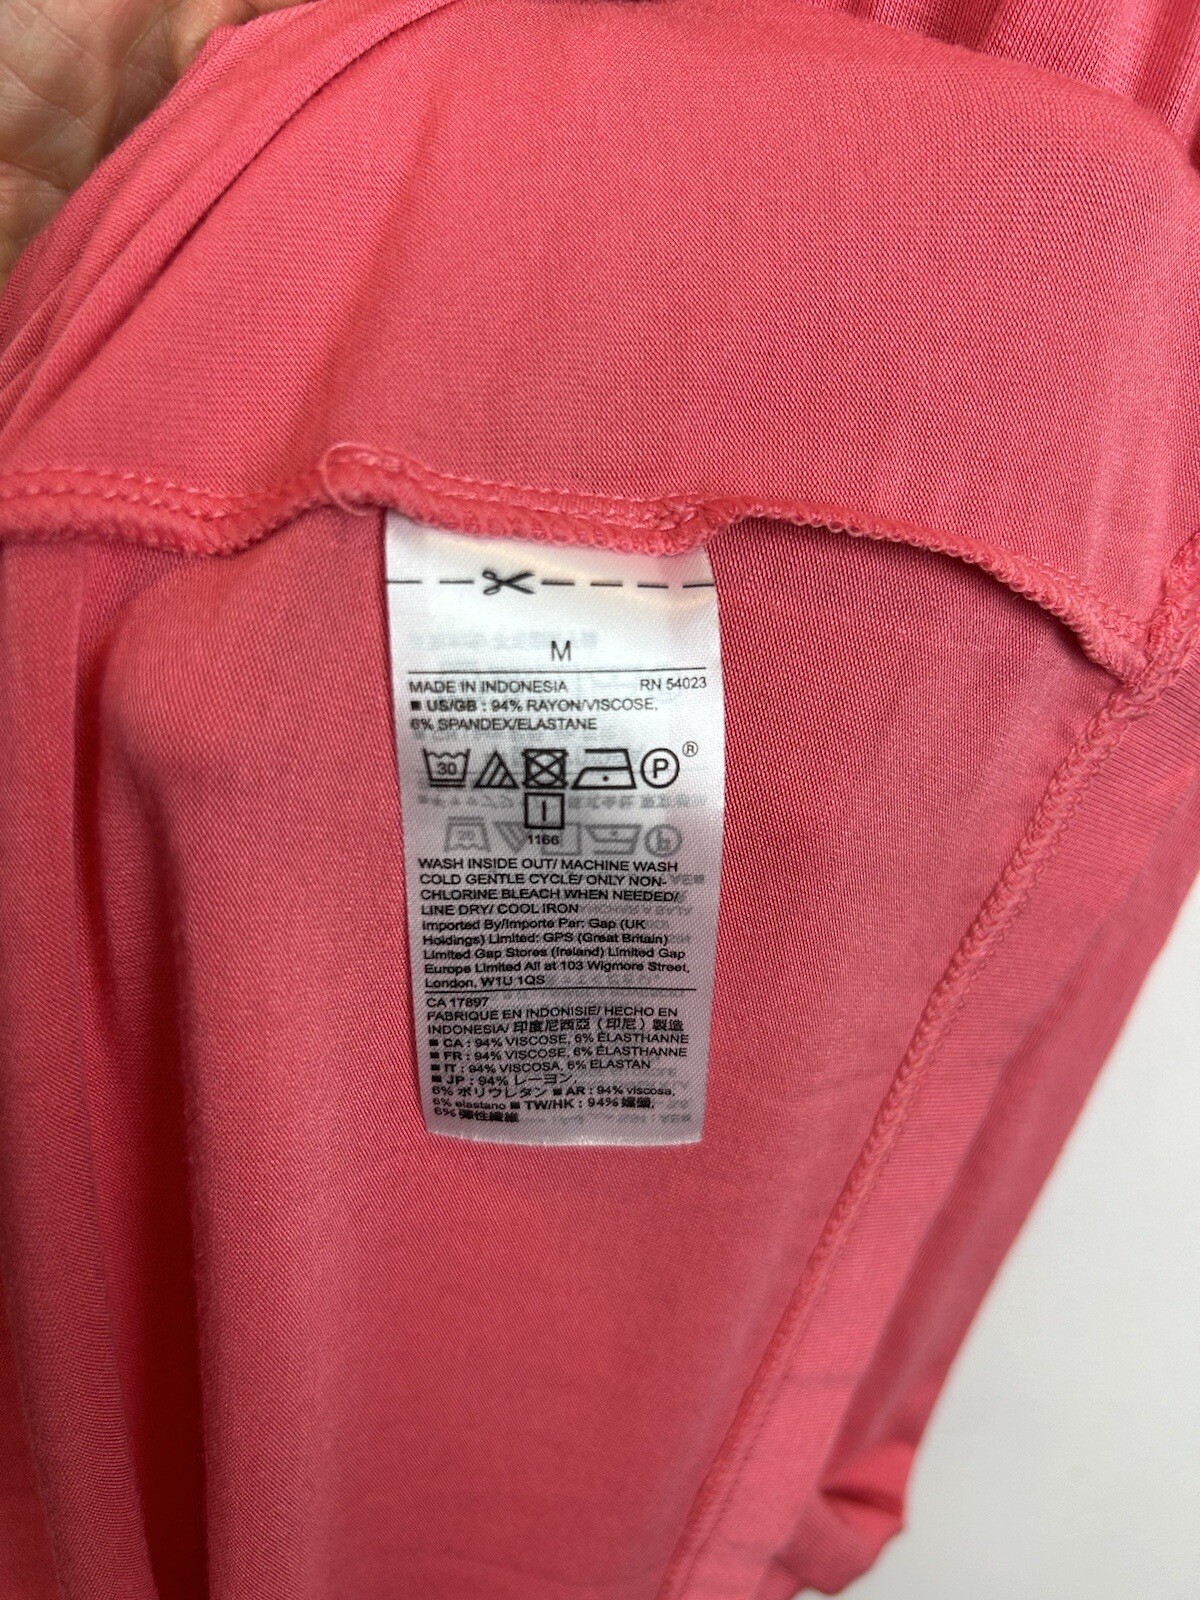 M
MADE IN INDONESIA RN 54023
■ US/GB : 94% RAYON/VISCOSE,
6% SPANDEX/ELASTANE
30 P ®
1166
WASH INSIDE OUT/ MACHINE WASH
COLD GENTLE CYCLE/ ONLY NON-
CHLORINE BLEACH WHEN NEEDED/
LINE DRY/ COOL IRON
Imported By/Importe Par: Gap (UK
Holdings) Limited: GPS (Great Britain)
Limited Gap Stores (Ireland) Limited Gap
Europe Limited All at 103 Wigmore Street,
London, W1U 1QS
CA 17897
FABRIQUE EN INDONISIE/ HECHO EN
INDONESIA/ 印度尼西亞 ( 印尼 ) 製造
■ CA : 94% VISCOSE, 6% ÉLASTHANNE
■ FR : 94% VISCOSE, 6% ÉLASTHANNE
■ IT : 94% VISCOSA, 6% ELASTAN
■ JP : 94% レーヨン,
6% ポリウレタン ■ AR : 94% viscosa,
6% elastano ■ TW/HK : 94%
6% 彈性纖維